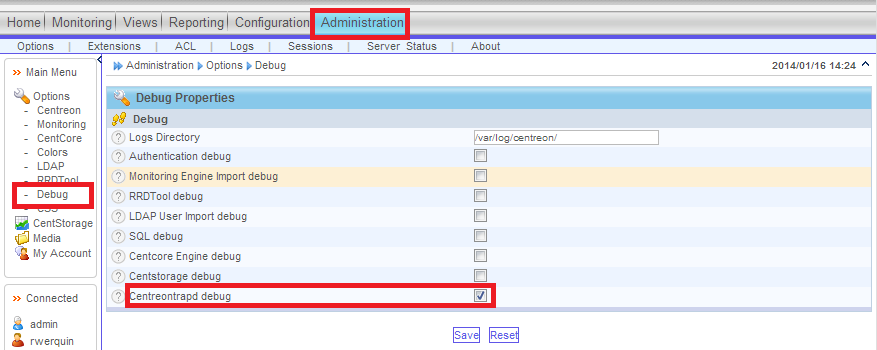 Home Monitoring Views Reporting Configuration Administration
Options | Extensions | ACL | Logs | Sessions | Server Status | About
Main Menu
Options
- Centreon
- Monitoring
- CentCore
- Colors
- LDAP
- RRDTool
- Debug
- CSS
CentStorage
Media
My Account
Connected
admin
rwerquin
Administration Options Debug 2014/01/16 14:24
Debug Properties
Debug
? Logs Directory /var/log/centreon/
? Authentication debug
? Monitoring Engine Import debug
? RRDTool debug
? LDAP User Import debug
? SQL debug
? Centcore Engine debug
? Centstorage debug
? Centreontrapd debug
Save Reset